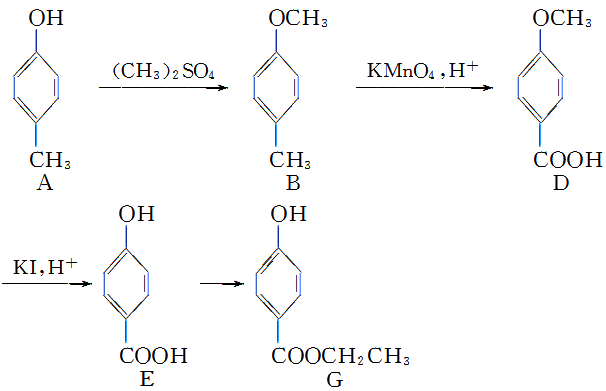 OH OCH₃ OCH₃
(CH₃)₂SO₄ KMnO₄,H⁺
CH₃ CH₃ COOH
A B D
OH OH
KI,H⁺
COOH COOCH₂CH₃
E G